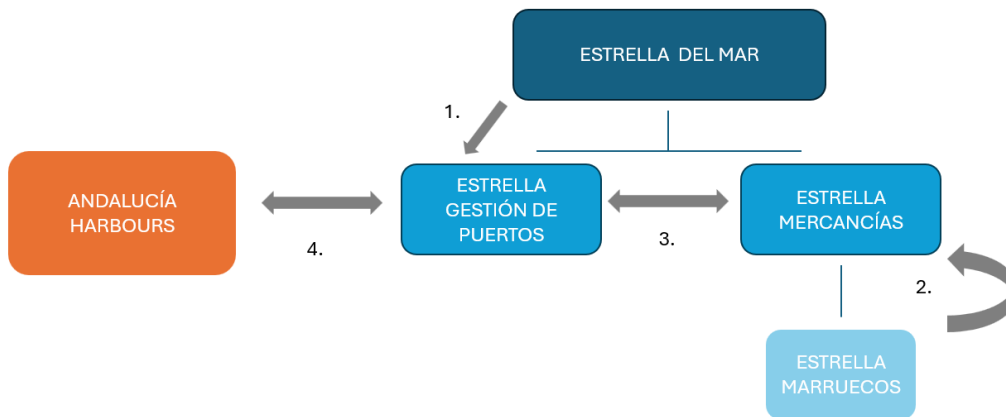 ESTRELLA DEL MAR
1.
ANDALUCÍA
HARBOURS
ESTRELLA
GESTIÓN DE
PUERTOS
ESTRELLA
MERCANCÍAS
4.
3.
2.
ESTRELLA
MARRUECOS